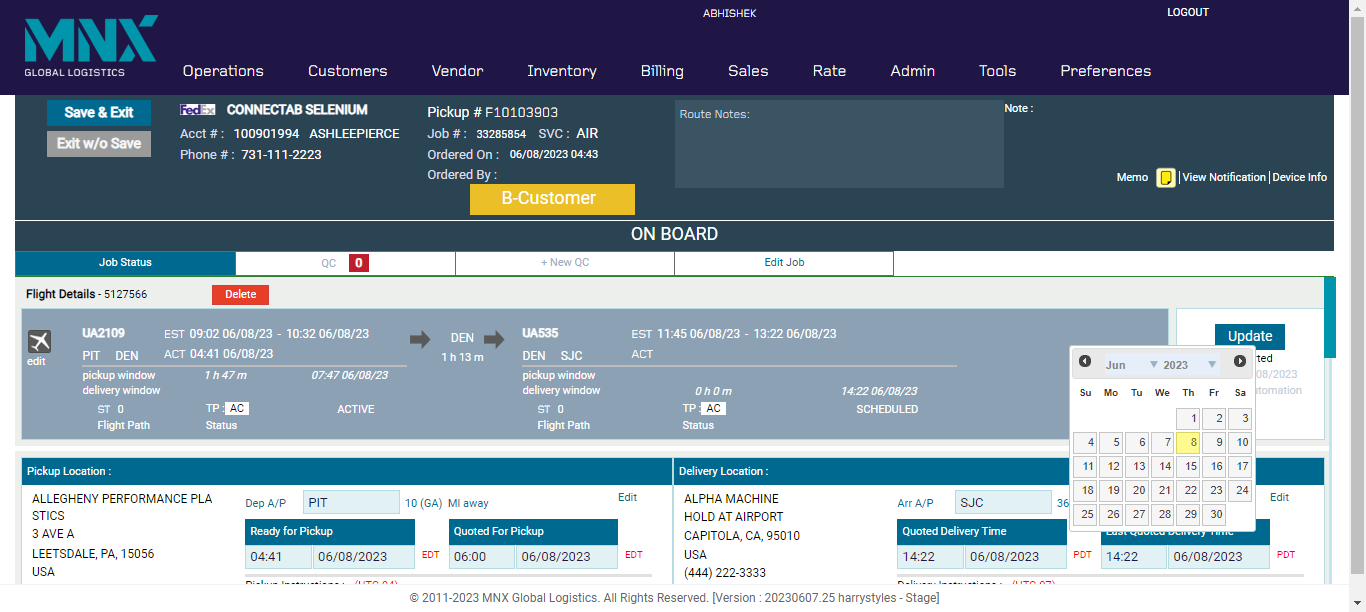 ABHISHEK
LOGOUT
MNX
GLOBAL LOGISTICS
Operations Customers Vendor Inventory Billing Sales Rate Admin Tools Preferences
Save & Exit
Exit w/o Save
FedEx CONNECTAB SELENIUM
Acct # : 100901994 ASHLEEPIERCE
Phone # : 731-111-2223
Pickup # F10103903
Job # : 33285854 SVC : AIR
Ordered On : 06/08/2023 04:43
Ordered By :
B-Customer
Route Notes:
Note :
Memo | View Notification | Device Info
ON BOARD
Job Status QC 0 + New QC Edit Job
Flight Details - 5127566 Delete
edit
UA2109 EST 09:02 06/08/23 - 10:32 06/08/23
PIT DEN ACT 04:41 06/08/23
pickup window 1 h 47 m 07:47 06/08/23
delivery window
ST 0 TP : AC ACTIVE
Flight Path Status
DEN
1 h 13 m
UA535 EST 11:45 06/08/23 - 13:22 06/08/23
DEN SJC ACT
pickup window
delivery window 0 h 0 m 14:22 06/08/23
ST 0 TP : AC SCHEDULED
Flight Path Status
Update
rted
08/2023
tomation
Jun 2023
Su Mo Tu We Th Fr Sa
1 2 3
4 5 6 7 8 9 10
11 12 13 14 15 16 17
18 19 20 21 22 23 24
25 26 27 28 29 30
Pickup Location :
ALLEGHENY PERFORMANCE PLA
STICS
3 AVE A
LEETSDALE, PA, 15056
USA
Dep A/P PIT 10 (GA) MI away Edit
Ready for Pickup Quoted For Pickup
04:41 06/08/2023 EDT 06:00 06/08/2023 EDT
Pickup Instructions : (UTC-04)
Delivery Location :
ALPHA MACHINE
HOLD AT AIRPORT
CAPITOLA, CA, 95010
USA
(444) 222-3333
Arr A/P SJC 36 Edit
Quoted Delivery Time Last Quoted Delivery Time
14:22 06/08/2023 PDT 14:22 06/08/2023 PDT
Delivery Instructions : (UTC-07)
© 2011-2023 MNX Global Logistics. All Rights Reserved. [Version : 20230607.25 harrystyles - Stage]